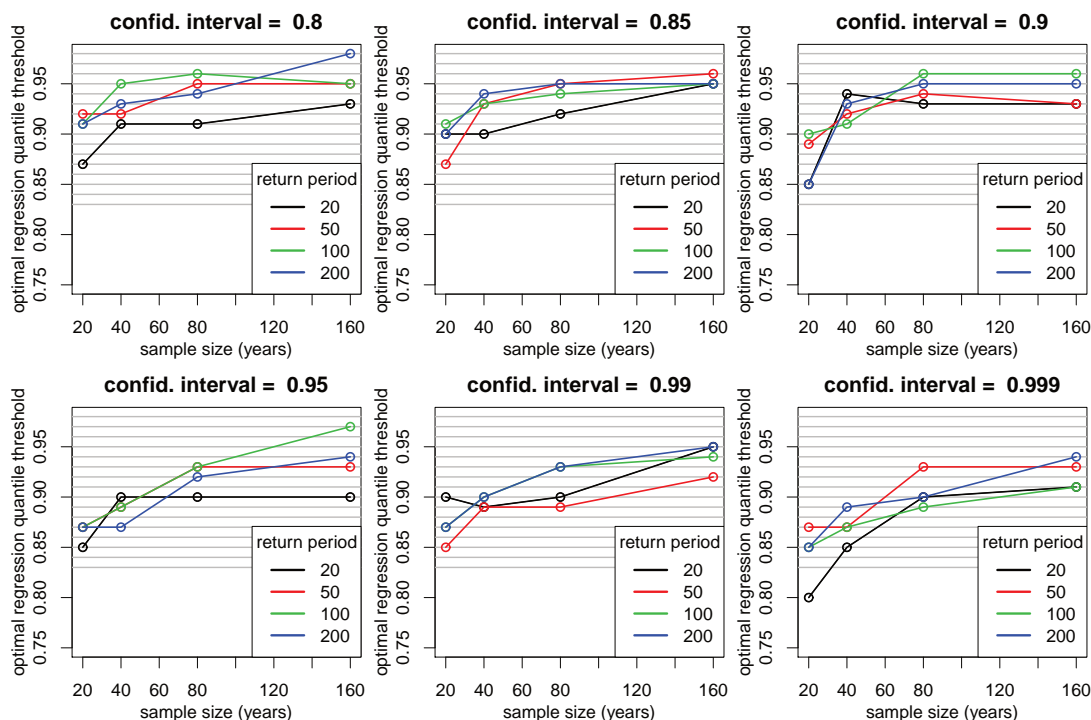 confid. interval = 0.8
optimal regression quantile threshold
0.75 0.80 0.85 0.90 0.95
return period
20
50
100
200
20 40 80 120 160
sample size (years)
confid. interval = 0.85
optimal regression quantile threshold
0.75 0.80 0.85 0.90 0.95
return period
20
50
100
200
20 40 80 120 160
sample size (years)
confid. interval = 0.9
optimal regression quantile threshold
0.75 0.80 0.85 0.90 0.95
return period
20
50
100
200
20 40 80 120 160
sample size (years)
confid. interval = 0.95
optimal regression quantile threshold
0.75 0.80 0.85 0.90 0.95
return period
20
50
100
200
20 40 80 120 160
sample size (years)
confid. interval = 0.99
optimal regression quantile threshold
0.75 0.80 0.85 0.90 0.95
return period
20
50
100
200
20 40 80 120 160
sample size (years)
confid. interval = 0.999
optimal regression quantile threshold
0.75 0.80 0.85 0.90 0.95
return period
20
50
100
200
20 40 80 120 160
sample size (years)